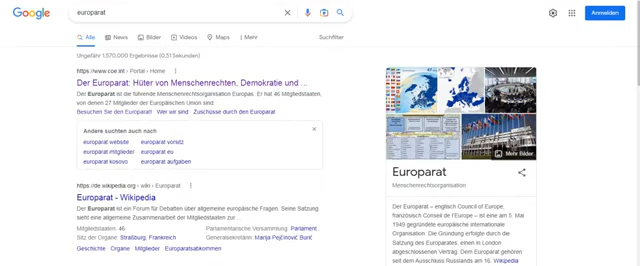 Google
europarat
Anmelden
Alle News Bilder Videos Maps Mehr Suchfilter
Ungefähr 1.570.000 Ergebnisse (0,51 Sekunden)
https://www.coe.int › Portal › Home
Der Europarat: Hüter von Menschenrechten, Demokratie und ...
Der Europarat ist die führende Menschenrechtsorganisation Europas. Er hat 46 Mitgliedstaaten,
von denen 27 Mitglieder der Europäischen Union sind.
Besuchen Sie den Europarat! Wer wir sind Zuschüsse durch den Europarat
Andere suchten auch nach
europarat website europarat vorsitz
europarat mitglieder europarat eu
europarat kosovo europarat aufgaben
https://de.wikipedia.org › wiki › Europarat
Europarat - Wikipedia
Der Europarat ist ein Forum für Debatten über allgemeine europäische Fragen. Seine Satzung
sieht eine allgemeine Zusammenarbeit der Mitgliedstaaten zur ...
Mitgliedstaaten: 46 Parlamentarische Versammlung: Parlament...
Sitz der Organe: Straßburg, Frankreich Generalsekretärin: Marija Pejčinović Burić
Geschichte Organe Mitglieder Europaratsabkommen
Mehr Bilder
Europarat
Menschenrechtsorganisation
Der Europarat – englisch Council of Europe,
französisch Conseil de l'Europe – ist eine am 5. Mai
1949 gegründete europäische internationale
Organisation. Die Gründung erfolgte durch die
Satzung des Europarates, einen in London
abgeschlossenen Vertrag. Dem Europarat gehören
seit dem Ausschluss Russlands am 16. Wikipedia